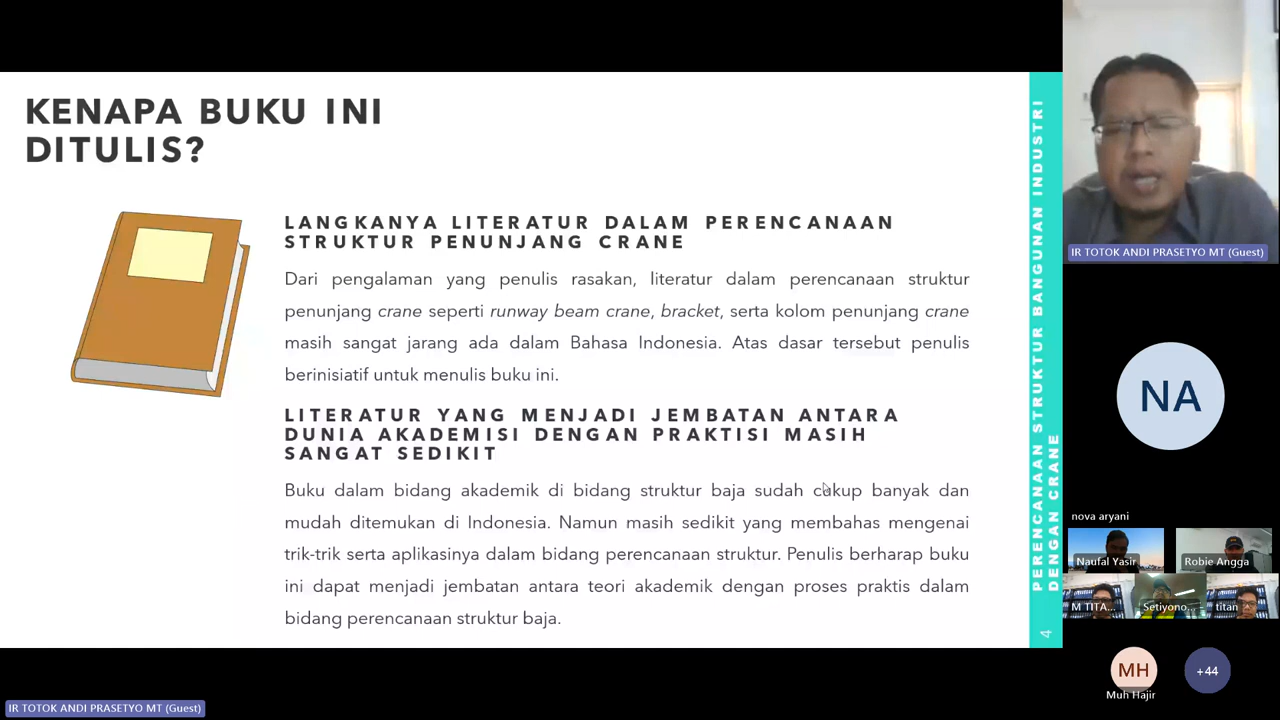 KENAPA BUKU INI
DITULIS?
LANGKANYA LITERATUR DALAM PERENCANAAN
STRUKTUR PENUNJANG CRANE
Dari pengalaman yang penulis rasakan, literatur dalam perencanaan struktur
penunjang crane seperti runway beam crane, bracket, serta kolom penunjang crane
masih sangat jarang ada dalam Bahasa Indonesia. Atas dasar tersebut penulis
berinisiatif untuk menulis buku ini.
LITERATUR YANG MENJADI JEMBATAN ANTARA
DUNIA AKADEMISI DENGAN PRAKTISI MASIH
SANGAT SEDIKIT
Buku dalam bidang akademik di bidang struktur baja sudah cukup banyak dan
mudah ditemukan di Indonesia. Namun masih sedikit yang membahas mengenai
trik-trik serta aplikasinya dalam bidang perencanaan struktur. Penulis berharap buku
ini dapat menjadi jembatan antara teori akademik dengan proses praktis dalam
bidang perencanaan struktur baja.
PERENCANAAN STRUKTUR BANGUNAN INDUSTRI
DENGAN CRANE
4
IR TOTOK ANDI PRASETYO MT (Guest)
NA
nova aryani
Naufal Yasir
Robie Angga
M TITA...
Setiyono...
titan
MH
Muh Hajir
+44
IR TOTOK ANDI PRASETYO MT (Guest)